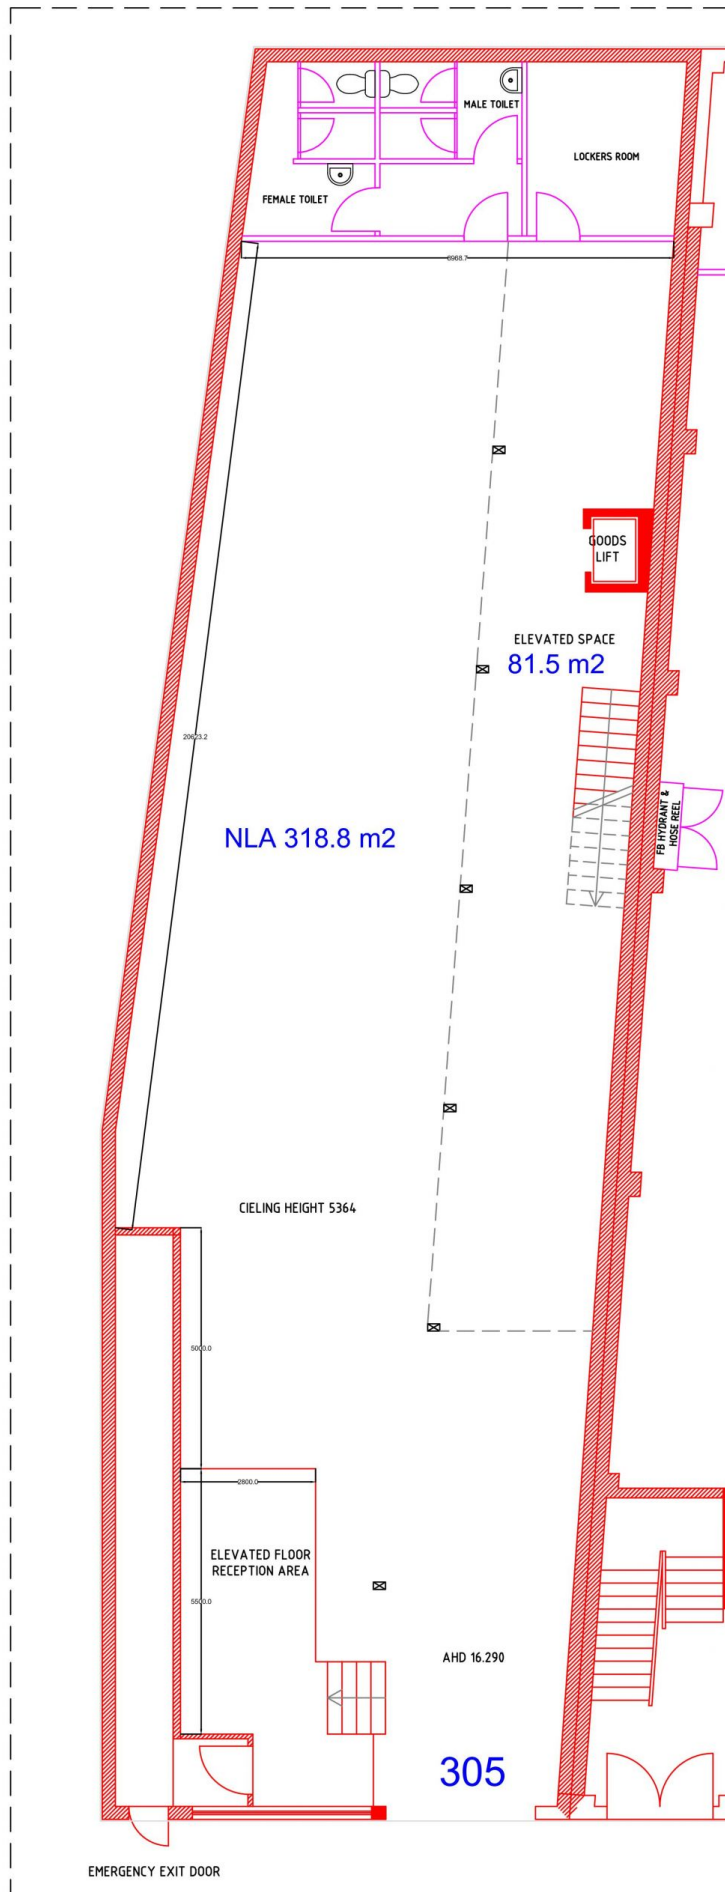 MALE TOILET
LOCKERS ROOM
FEMALE TOILET
8968.7
GOODS
LIFT
ELEVATED SPACE
81.5 m2
20623.2
FB HYDRANT &
HOSE REEL
NLA 318.8 m2
CIELING HEIGHT 5364
5000.0
2800.0
ELEVATED FLOOR
RECEPTION AREA
5500.0
AHD 16.290
305
EMERGENCY EXIT DOOR